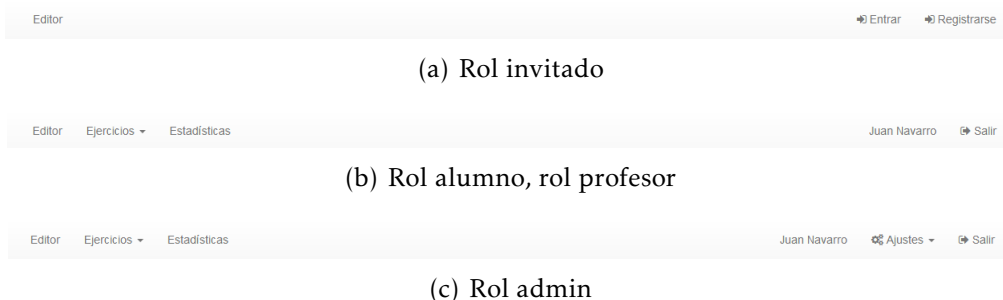 Editor Entrar Registrarse
(a) Rol invitado
Editor Ejercicios Estadísticas Juan Navarro Salir
(b) Rol alumno, rol profesor
Editor Ejercicios Estadísticas Juan Navarro Ajustes Salir
(c) Rol admin